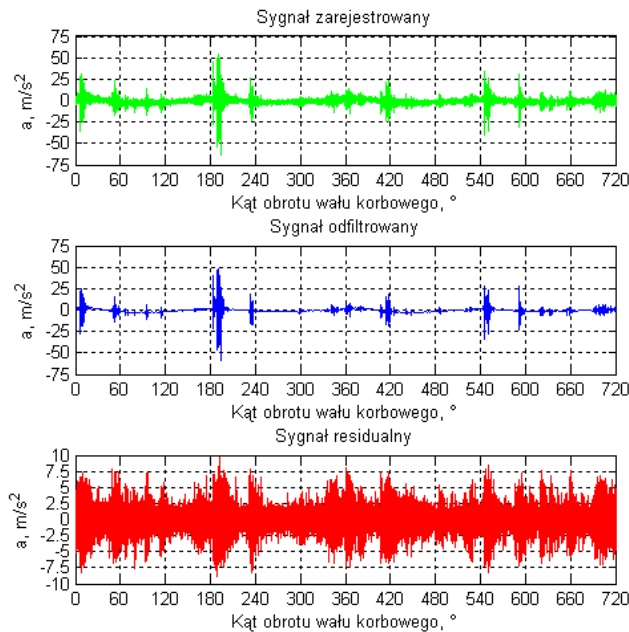 Sygnał zarejestrowany
75
50
25
0
-25
-50
-75
a, m/s²
0 60 120 180 240 300 360 420 480 540 600 660 720
Kąt obrotu wału korbowego, °
Sygnał odfiltrowany
75
50
25
0
-25
-50
-75
a, m/s²
0 60 120 180 240 300 360 420 480 540 600 660 720
Kąt obrotu wału korbowego, °
Sygnał residualny
10
7.5
5
2.5
0
-2.5
-5
-7.5
-10
a, m/s²
0 60 120 180 240 300 360 420 480 540 600 660 720
Kąt obrotu wału korbowego, °